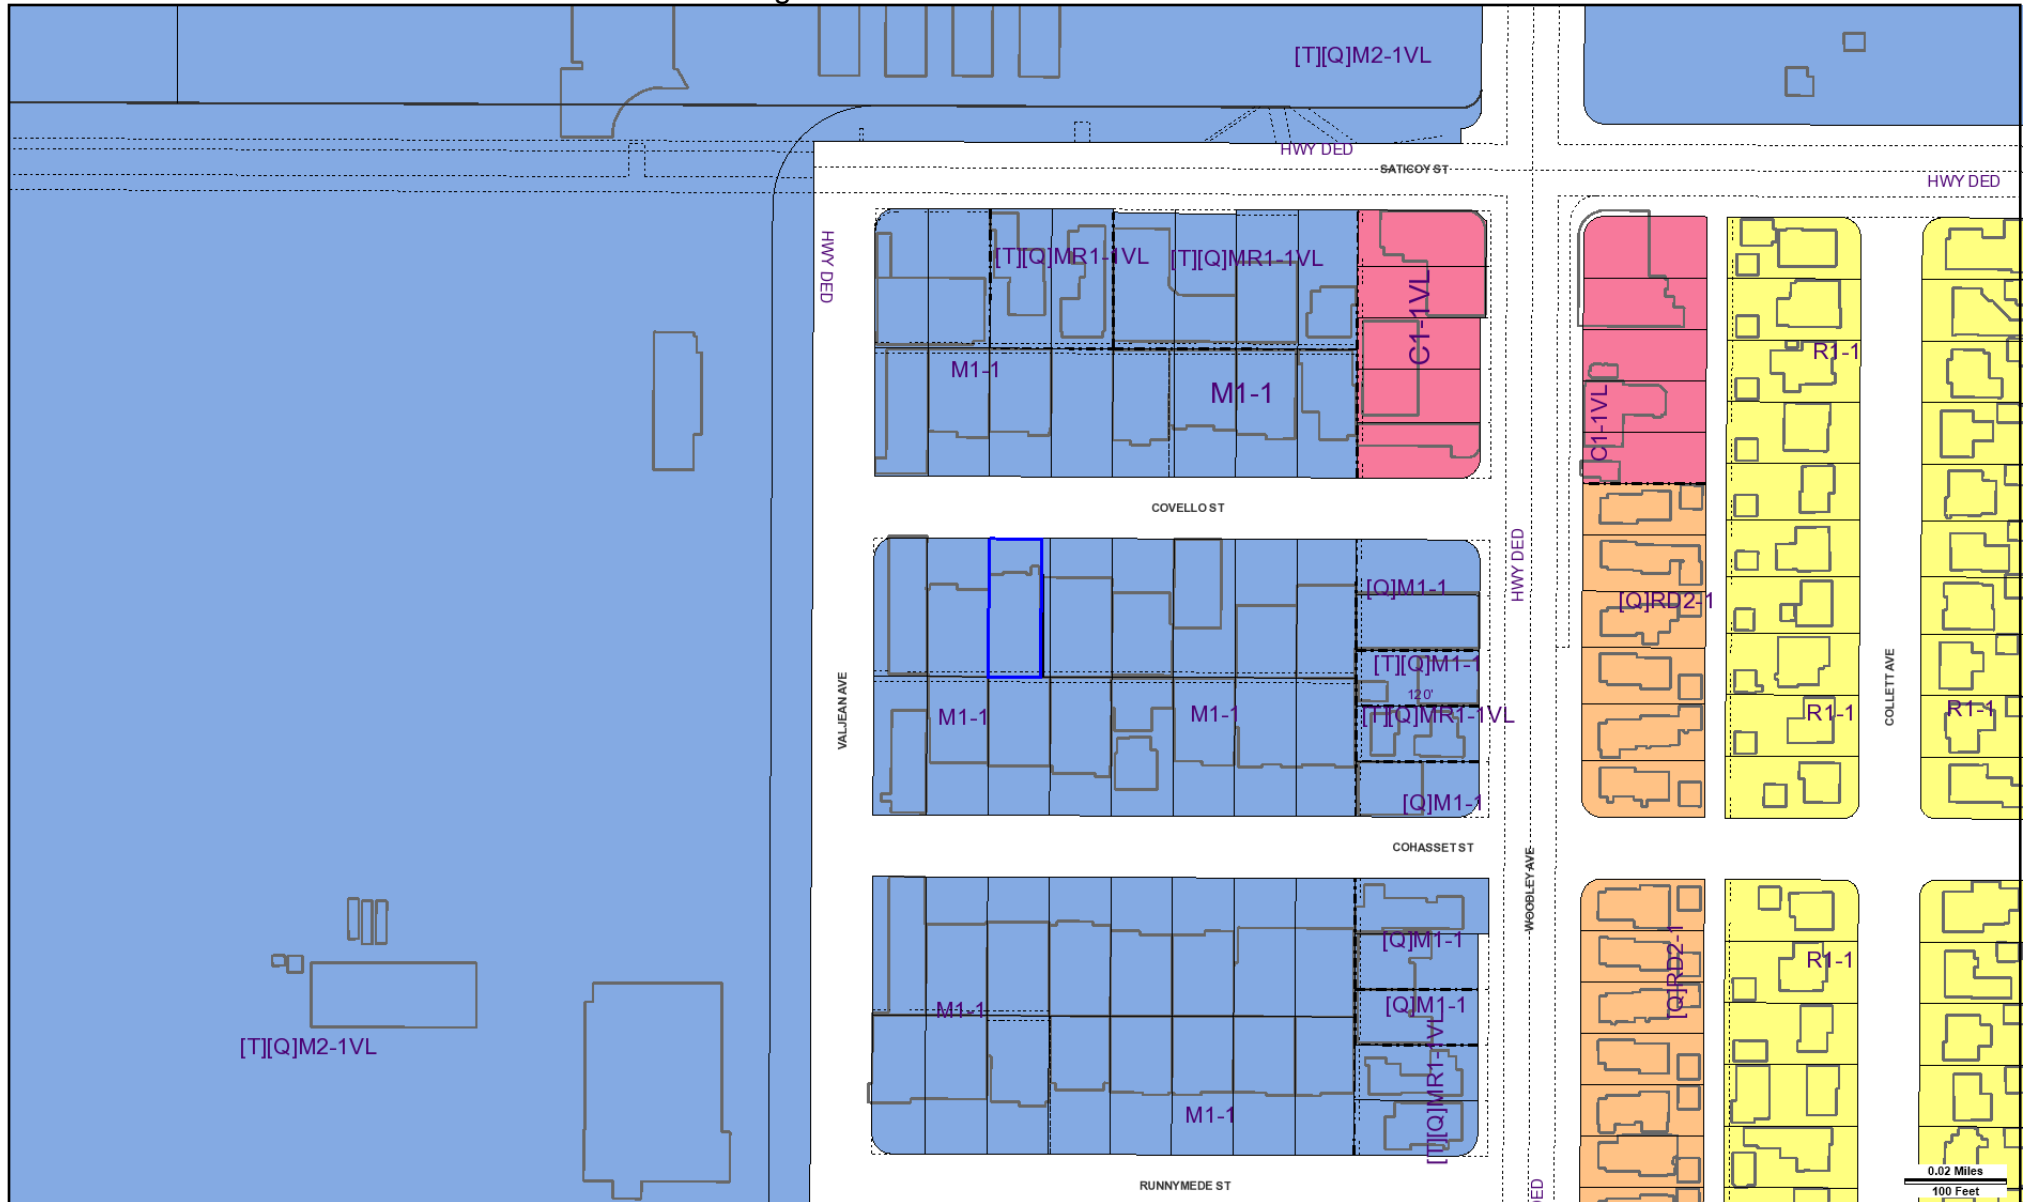 [T][Q]M2-1VL
HWY DED
SATICOY ST
HWY DED
HWY DED
[T][Q]MR1-1VL
[T][Q]MR1-1VL
C1-1VL
M1-1
M1-1
R1-1
C1-1VL
COVELLO ST
HWY DED
[Q]M1-1
[Q]RD2-1
[T][Q]M1-1
120'
VALJEAN AVE
M1-1
M1-1
[T][Q]MR1-1VL
R1-1
COLLETT AVE
R1-1
[Q]M1-1
COHASSET ST
WOODLEY AVE
[Q]M1-1
[Q]RD2-1
R1-1
M1-1
[Q]M1-1
[T][Q]M2-1VL
[T][Q]MR1-1VL
M1-1
RUNNYMEDE ST
0.02 Miles
100 Feet